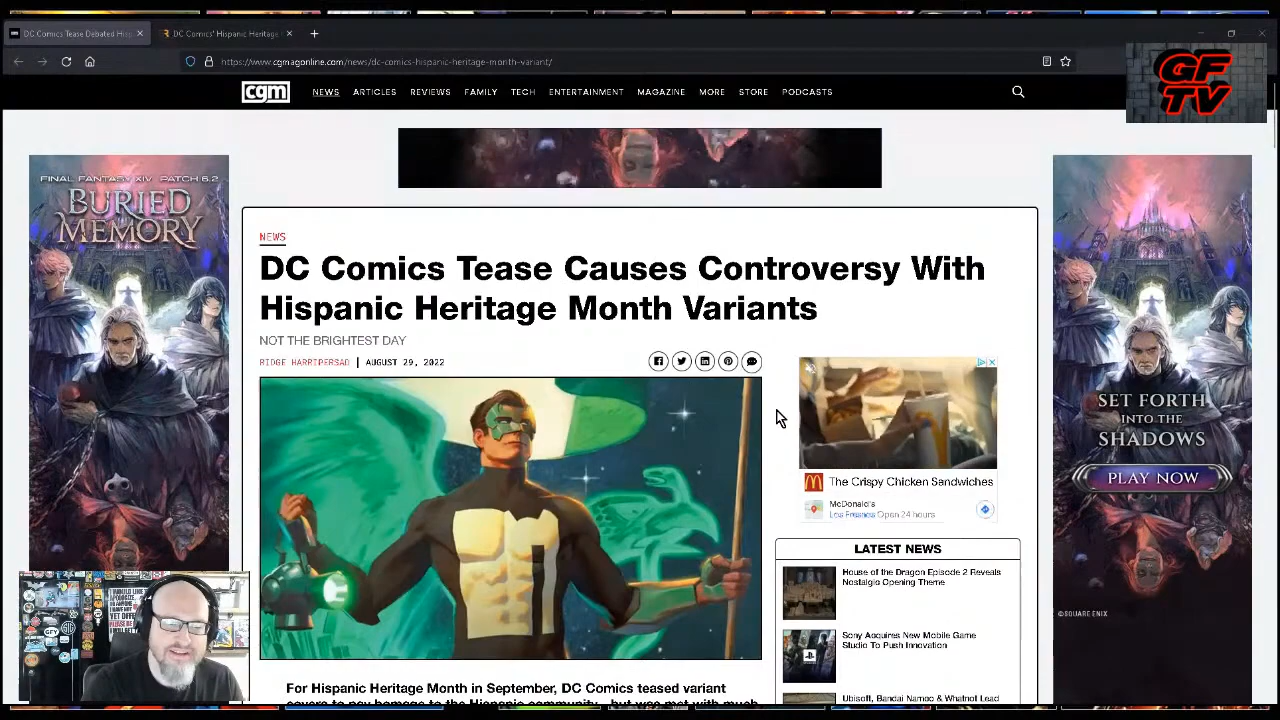 DC Comics Tease Debated His
DC Comics' Hispanic Heritage
https://www.cgmagonline.com/news/dc-comics-hispanic-heritage-month-variant/
GF
TV
cgm
NEWS ARTICLES REVIEWS FAMILY TECH ENTERTAINMENT MAGAZINE MORE STORE PODCASTS
FINAL FANTASY XIV PATCH 6.2
BURIED
MEMORY
NEWS
DC Comics Tease Causes Controversy With
Hispanic Heritage Month Variants
NOT THE BRIGHTEST DAY
RIDGE HARRIPERSAD | AUGUST 29, 2022
The Crispy Chicken Sandwiches
McDonald's
Los Fresnos Open 24 hours
LATEST NEWS
House of the Dragon Episode 2 Reveals
Nostalgic Opening Theme
Sony Acquires New Mobile Game
Studio To Push Innovation
Ubisoft, Bandai Namco & Whatnot Lead
For Hispanic Heritage Month in September, DC Comics teased variant
SET FORTH
INTO THE
SHADOWS
PLAY NOW
©SQUARE ENIX